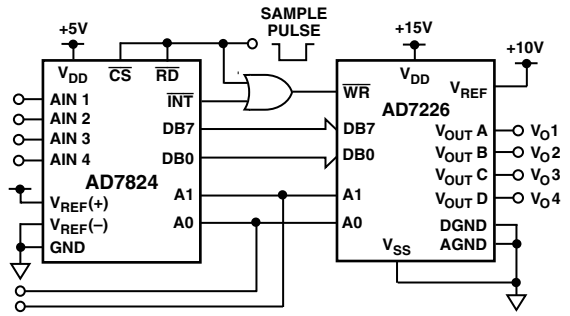 SAMPLE
PULSE
+5V
+15V
+10V
VDD
CS
RD
VDD
VREF
INT
WR
AD7226
AIN 1
AIN 2
AIN 3
AIN 4
DB7
DB7
DB0
DB0
VOUT A
VO1
VOUT B
VO2
VOUT C
VO3
VOUT D
VO4
AD7824
A1
A1
VREF(+)
A0
A0
VREF(–)
DGND
GND
VSS
AGND